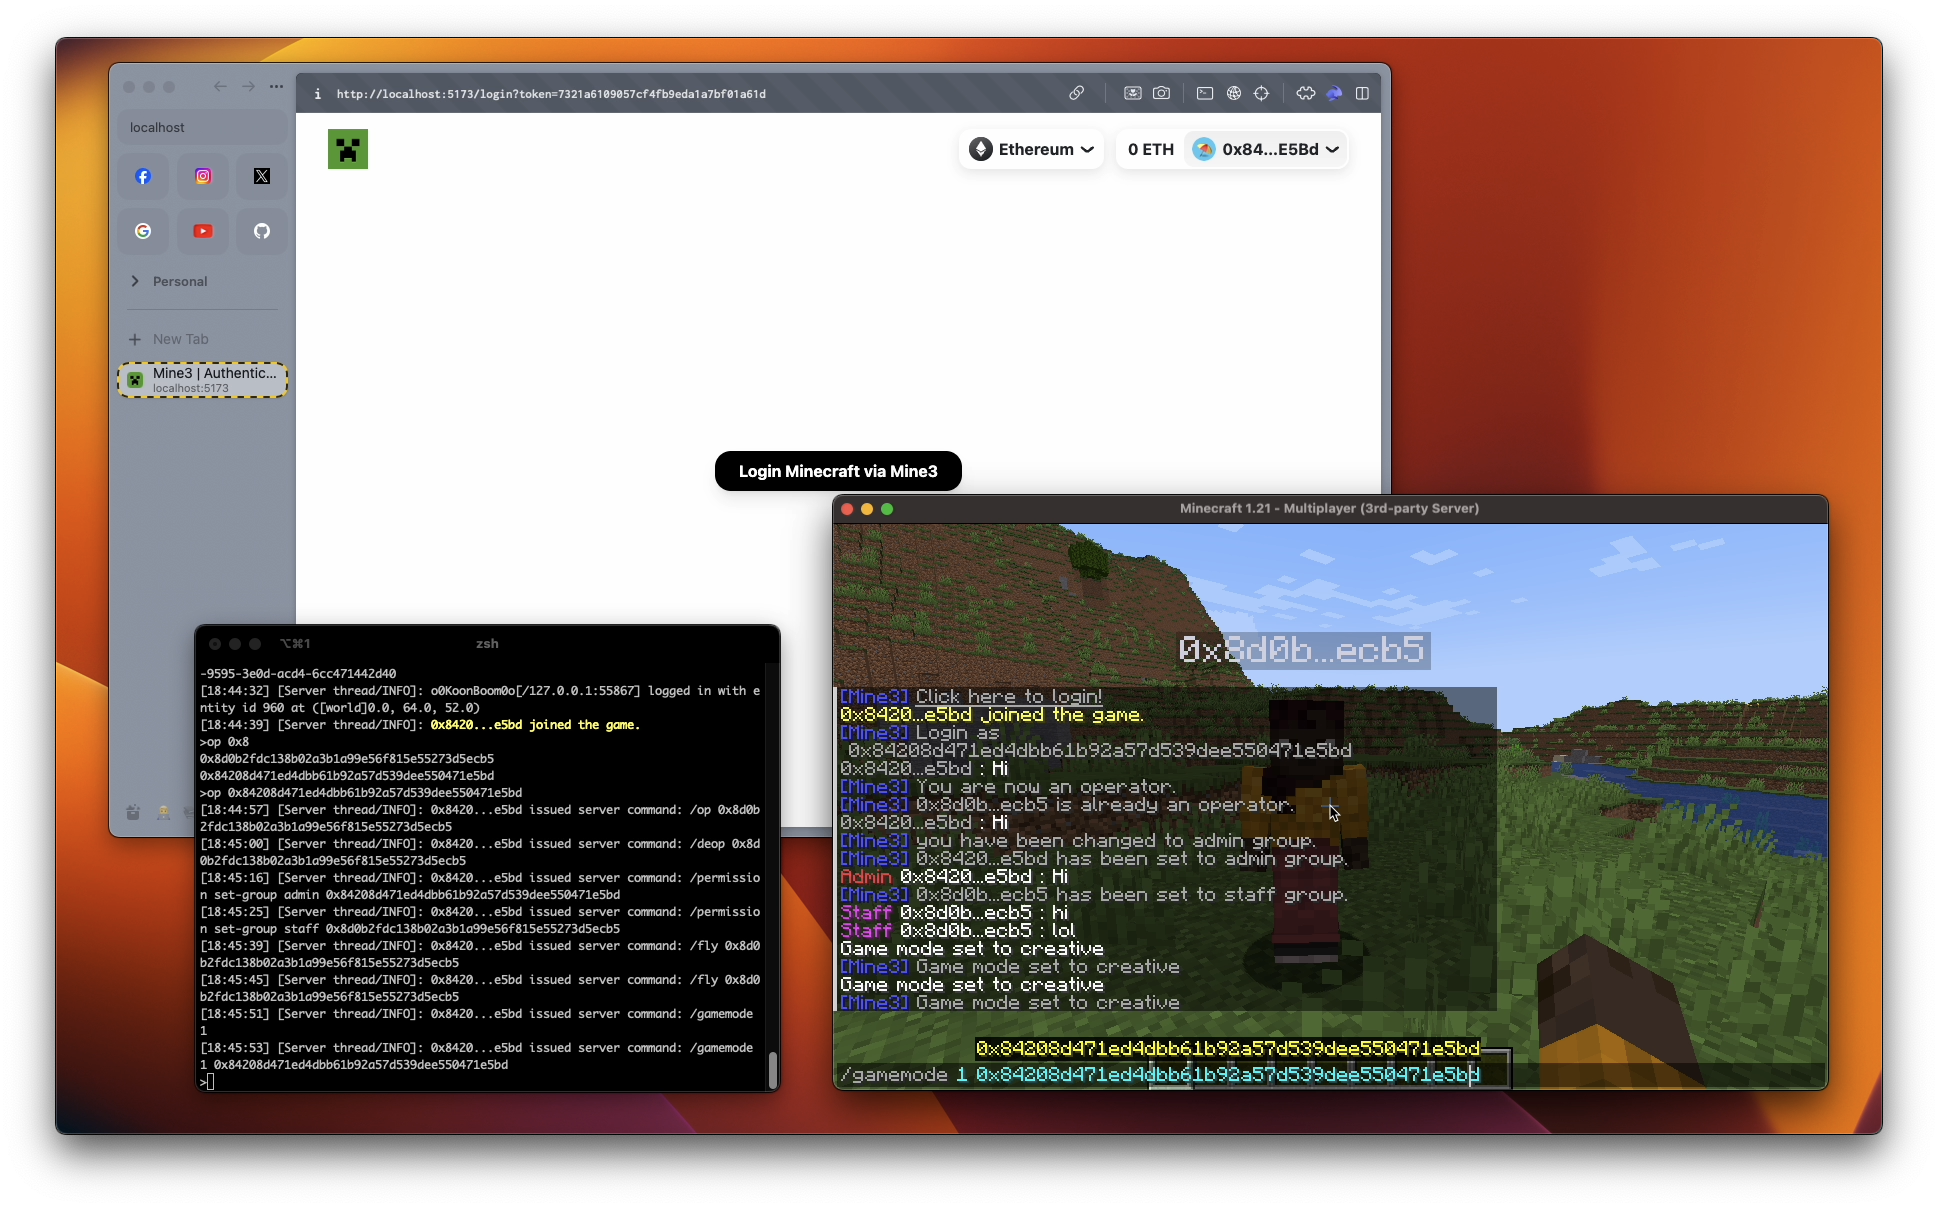 localhost
Personal
New Tab
Mine3 | Authentic...
localhost:5173
http://localhost:5173/login?token=7321a6109057cf4fb9eda1a7bf01a61d
Ethereum
0 ETH 0x84...E5Bd
Login Minecraft via Mine3
⌥⌘1 zsh
-9595-3e0d-acd4-6cc471442d40
[18:44:32] [Server thread/INFO]: o0KoonBoom0o[/127.0.0.1:55867] logged in with e
ntity id 960 at ([world]0.0, 64.0, 52.0)
[18:44:39] [Server thread/INFO]: 0x8420...e5bd joined the game.
>op 0x8
0x8d0b2fdc138b02a3b1a99e56f815e55273d5ecb5
0x84208d471ed4dbb61b92a57d539dee550471e5bd
>op 0x84208d471ed4dbb61b92a57d539dee550471e5bd
[18:44:57] [Server thread/INFO]: 0x8420...e5bd issued server command: /op 0x8d0b
2fdc138b02a3b1a99e56f815e55273d5ecb5
[18:45:00] [Server thread/INFO]: 0x8420...e5bd issued server command: /deop 0x8d
0b2fdc138b02a3b1a99e56f815e55273d5ecb5
[18:45:16] [Server thread/INFO]: 0x8420...e5bd issued server command: /permissio
n set-group admin 0x84208d471ed4dbb61b92a57d539dee550471e5bd
[18:45:25] [Server thread/INFO]: 0x8420...e5bd issued server command: /permissio
n set-group staff 0x8d0b2fdc138b02a3b1a99e56f815e55273d5ecb5
[18:45:39] [Server thread/INFO]: 0x8420...e5bd issued server command: /fly 0x8d0
b2fdc138b02a3b1a99e56f815e55273d5ecb5
[18:45:45] [Server thread/INFO]: 0x8420...e5bd issued server command: /fly 0x8d0
b2fdc138b02a3b1a99e56f815e55273d5ecb5
[18:45:51] [Server thread/INFO]: 0x8420...e5bd issued server command: /gamemode
1
[18:45:53] [Server thread/INFO]: 0x8420...e5bd issued server command: /gamemode
1 0x84208d471ed4dbb61b92a57d539dee550471e5bd
>
Minecraft 1.21 - Multiplayer (3rd-party Server)
0x8d0b...ecb5
[Mine3] Click here to login!
0x8420...e5bd joined the game.
[Mine3] Login as
0x84208d471ed4dbb61b92a57d539dee550471e5bd
0x8420...e5bd : Hi
[Mine3] You are now an operator.
[Mine3] 0x8d0b...ecb5 is already an operator.
0x8420...e5bd : Hi
[Mine3] you have been changed to admin group.
[Mine3] 0x8420...e5bd has been set to admin group.
Admin 0x8420...e5bd : Hi
[Mine3] 0x8d0b...ecb5 has been set to staff group.
Staff 0x8d0b...ecb5 : hi
Staff 0x8d0b...ecb5 : lol
Game mode set to creative
[Mine3] Game mode set to creative
Game mode set to creative
[Mine3] Game mode set to creative
0x84208d471ed4dbb61b92a57d539dee550471e5bd
/gamemode 1 0x84208d471ed4dbb61b92a57d539dee550471e5bd